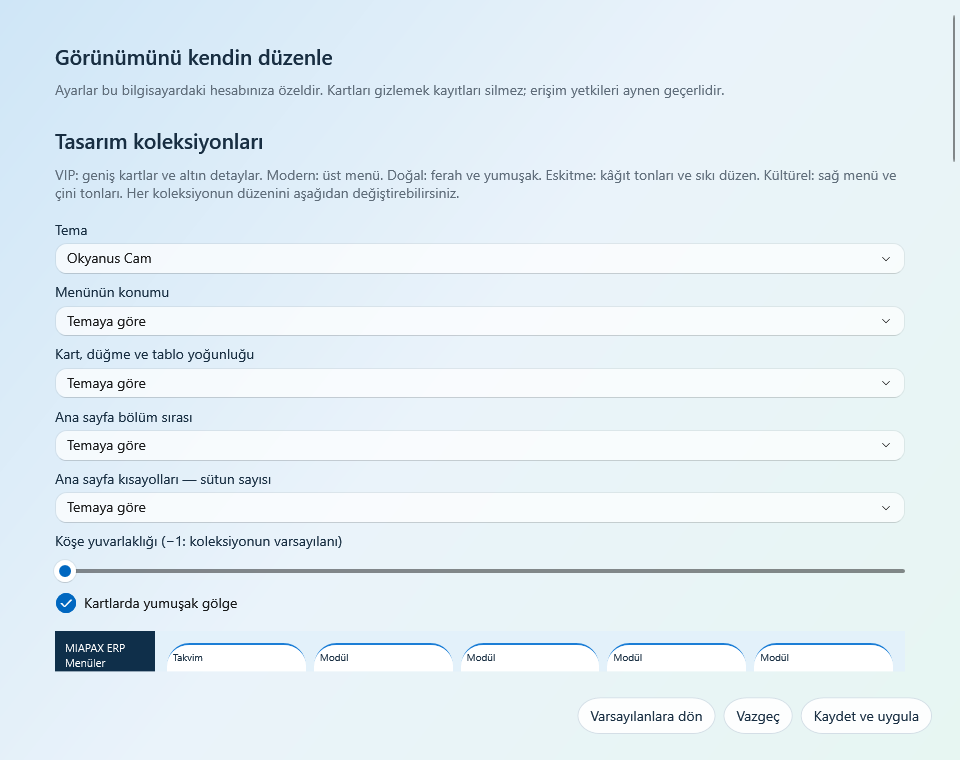 Görünümünü kendin düzenle
Ayarlar bu bilgisayardaki hesabınıza özeldir. Kartları gizlemek kayıtları silmez; erişim yetkileri aynen geçerlidir.
Tasarım koleksiyonları
VIP: geniş kartlar ve altın detaylar. Modern: üst menü. Doğal: ferah ve yumuşak. Eskitme: kâğıt tonları ve sıkı düzen. Kültürel: sağ menü ve
çini tonları. Her koleksiyonun düzenini aşağıdan değiştirebilirsiniz.
Tema
Okyanus Cam
Menünün konumu
Temaya göre
Kart, düğme ve tablo yoğunluğu
Temaya göre
Ana sayfa bölüm sırası
Temaya göre
Ana sayfa kısayolları — sütun sayısı
Temaya göre
Köşe yuvarlaklığı (−1: koleksiyonun varsayılanı)
Kartlarda yumuşak gölge
MIAPAX ERP
Menüler
Takvim
Modül
Modül
Modül
Modül
Varsayılanlara dön
Vazgeç
Kaydet ve uygula